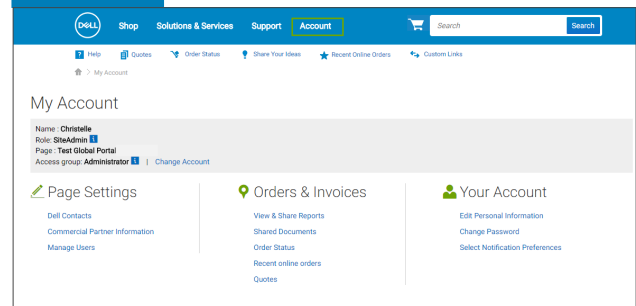 DELL Shop Solutions & Services Support Account Search Search
? Help Quotes Order Status Share Your Ideas Recent Online Orders Custom Links
> My Account
My Account
Name : Christelle
Role: SiteAdmin i
Page : Test Global Portal
Access group: Administrator i | Change Account
Page Settings
Dell Contacts
Commercial Partner Information
Manage Users
Orders & Invoices
View & Share Reports
Shared Documents
Order Status
Recent online orders
Quotes
Your Account
Edit Personal Information
Change Password
Select Notification Preferences